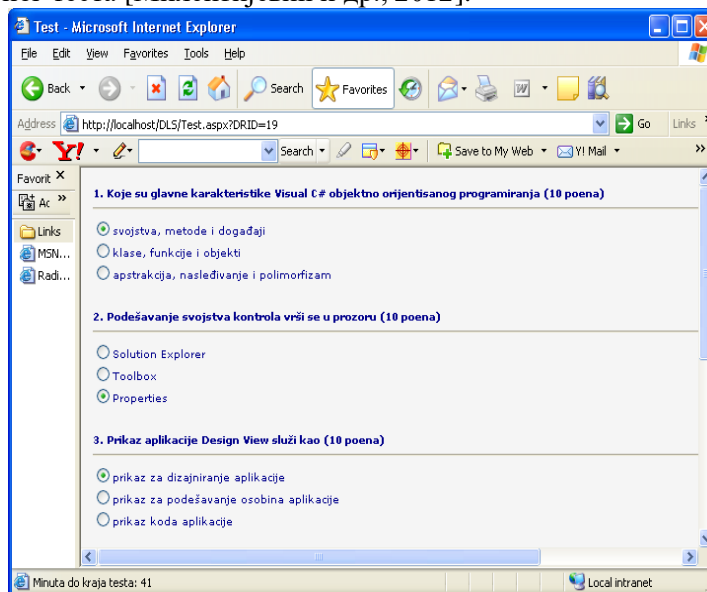 Test - Microsoft Internet Explorer
File Edit View Favorites Tools Help
Back Search Favorites
Address http://localhost/DLS/Test.aspx?DRID=19 Go Links
Y! Search Save to My Web Y! Mail
Favorit
Ac
Links
MSN...
Radi...
1. Koje su glavne karakteristike Visual C# objektno orijentisanog programiranja (10 poena)
svojstva, metode i događaji
klase, funkcije i objekti
apstrakcija, nasleđivanje i polimorfizam
2. Podešavanje svojstva kontrola vrši se u prozoru (10 poena)
Solution Explorer
Toolbox
Properties
3. Prikaz aplikacije Design View služi kao (10 poena)
prikaz za dizajniranje aplikacije
prikaz za podešavanje osobina aplikacije
prikaz koda aplikacije
Minuta do kraja testa: 41 Local intranet